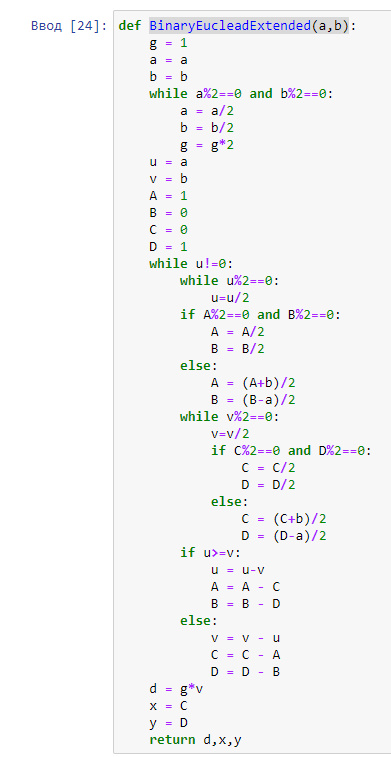 Ввод [24]: def BinaryEucleadExtended(a,b):
    g = 1
    a = a
    b = b
    while a%2==0 and b%2==0:
        a = a/2
        b = b/2
        g = g*2
    u = a
    v = b
    A = 1
    B = 0
    C = 0
    D = 1
    while u!=0:
        while u%2==0:
            u=u/2
        if A%2==0 and B%2==0:
            A = A/2
            B = B/2
        else:
            A = (A+b)/2
            B = (B-a)/2
        while v%2==0:
            v=v/2
            if C%2==0 and D%2==0:
                C = C/2
                D = D/2
            else:
                C = (C+b)/2
                D = (D-a)/2
        if u>=v:
            u = u-v
            A = A - C
            B = B - D
        else:
            v = v - u
            C = C - A
            D = D - B
    d = g*v
    x = C
    y = D
    return d,x,y